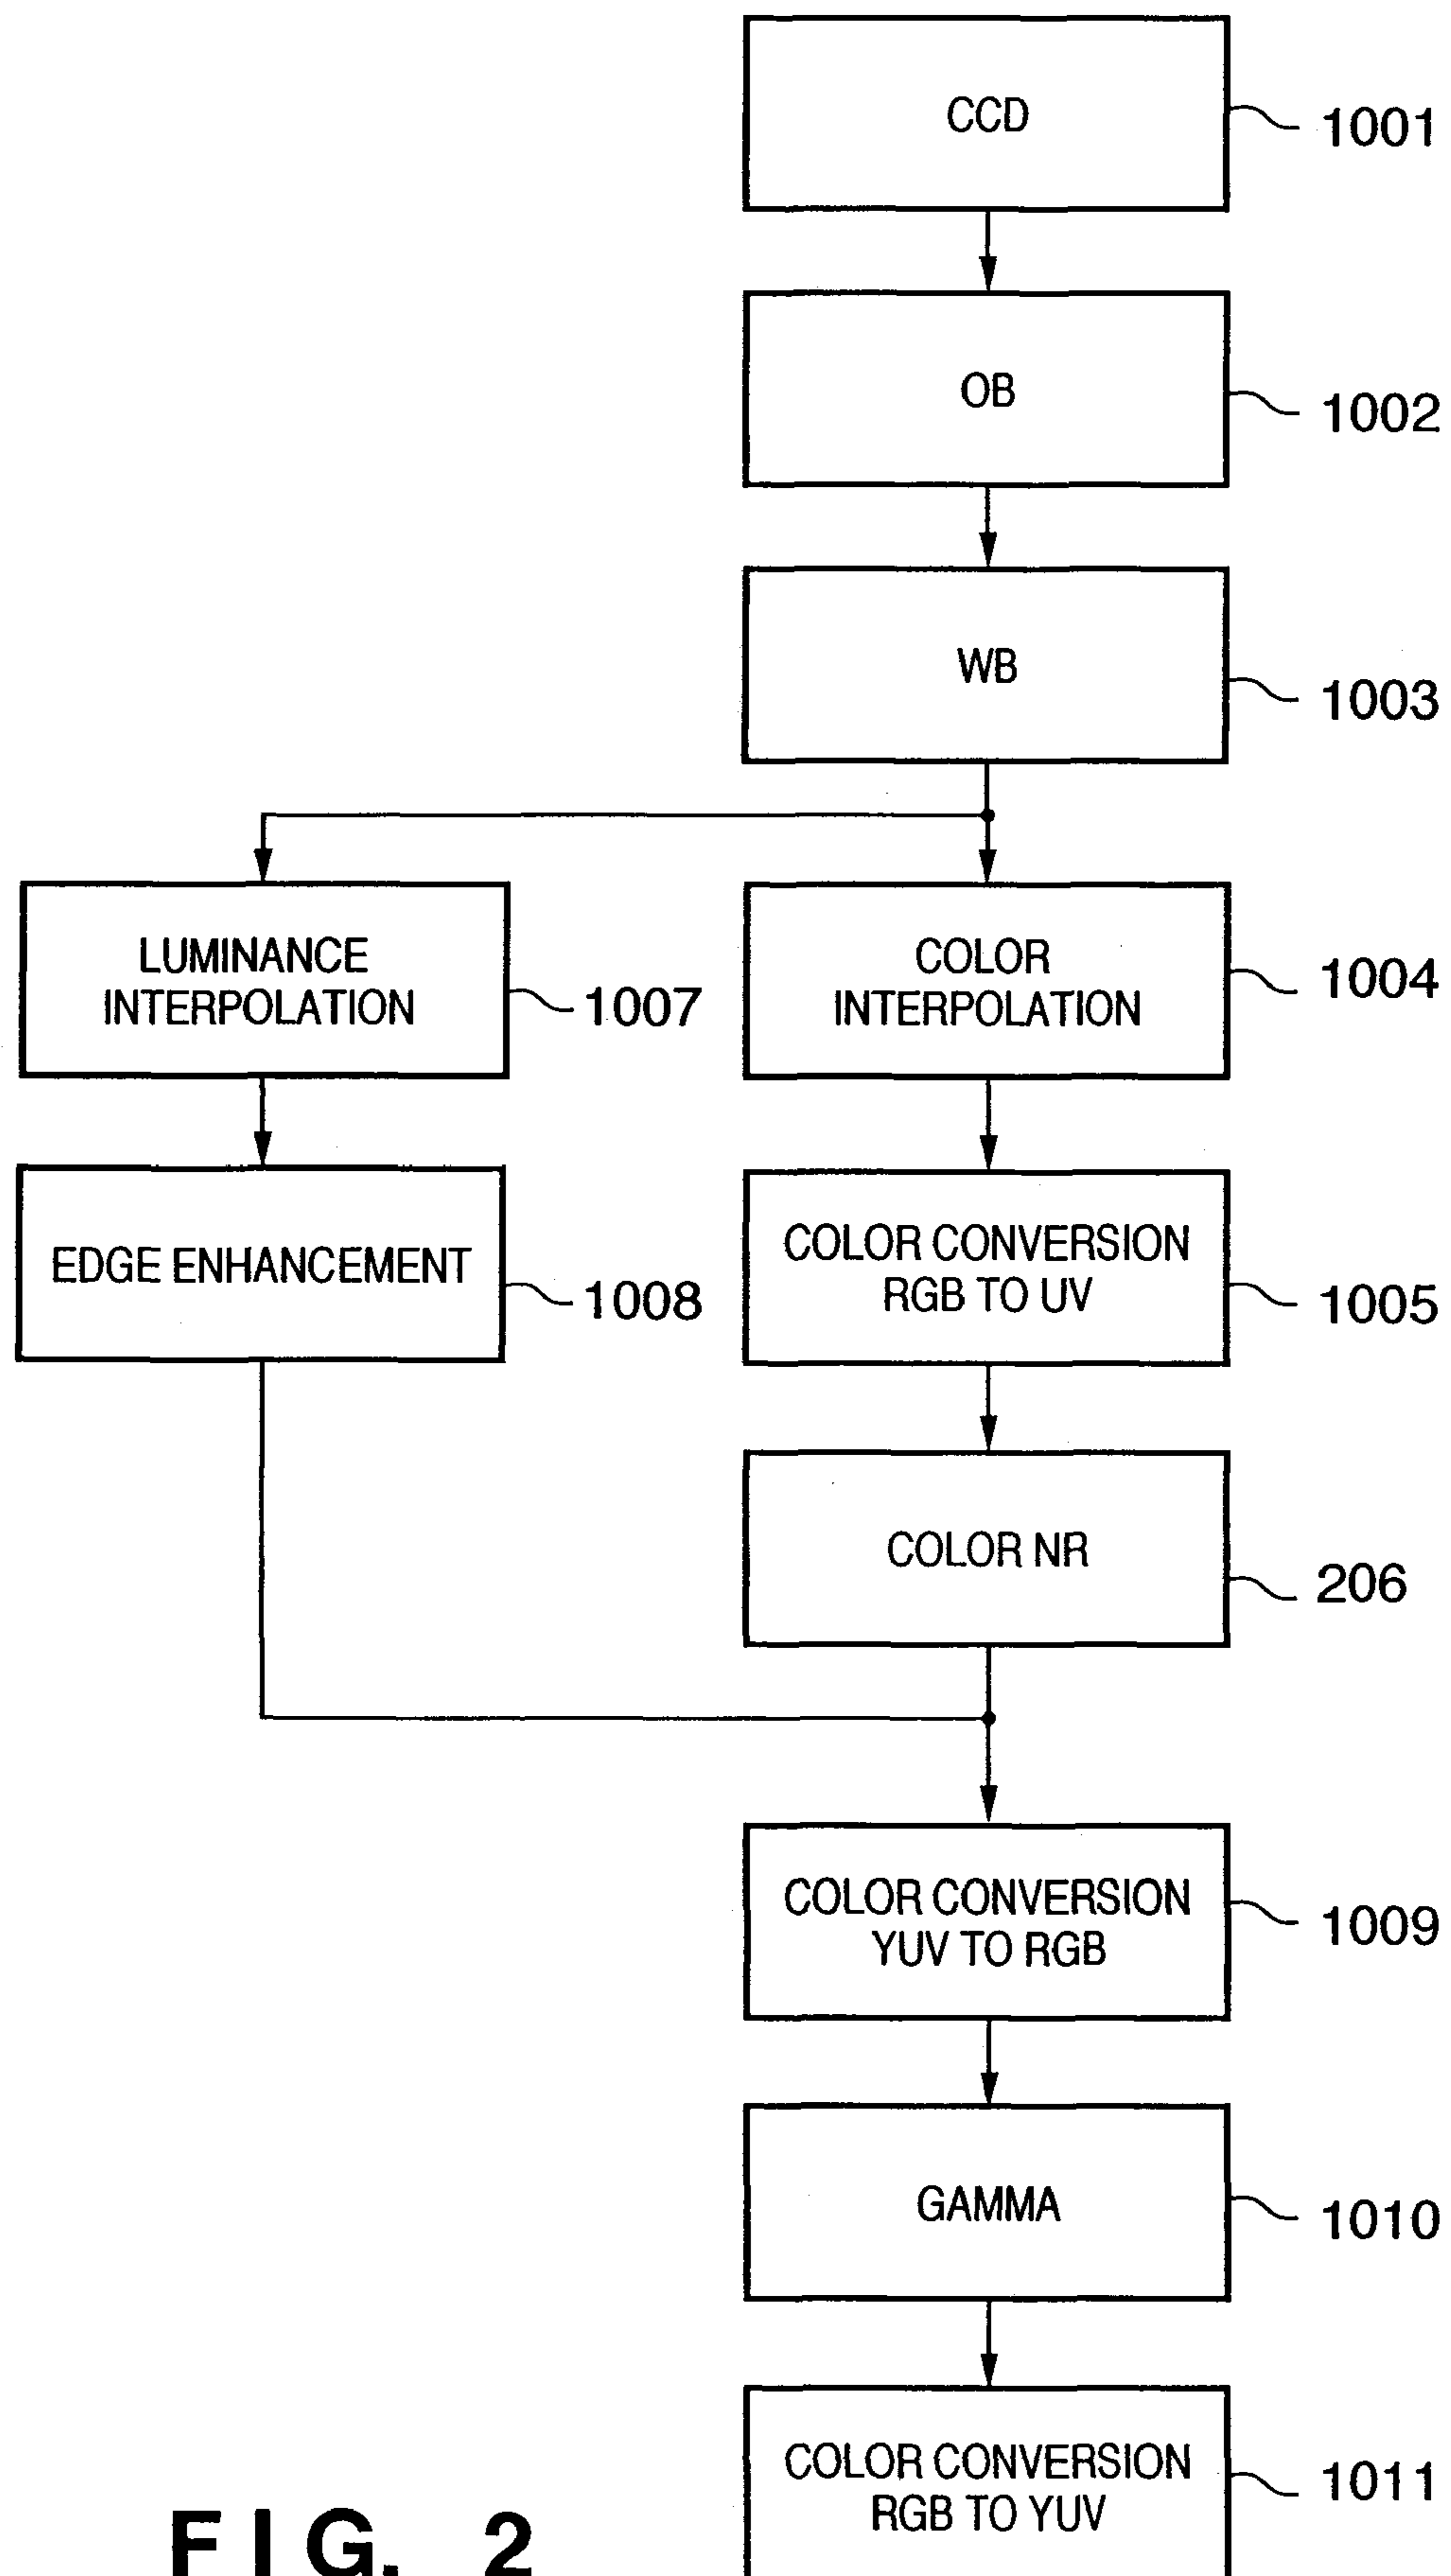 CCD
1001
OB
1002
WB
1003
LUMINANCE
INTERPOLATION
1007
COLOR
INTERPOLATION
1004
EDGE ENHANCEMENT
1008
COLOR CONVERSION
RGB TO UV
1005
COLOR NR
206
COLOR CONVERSION
YUV TO RGB
1009
GAMMA
1010
COLOR CONVERSION
RGB TO YUV
1011
FIG. 2